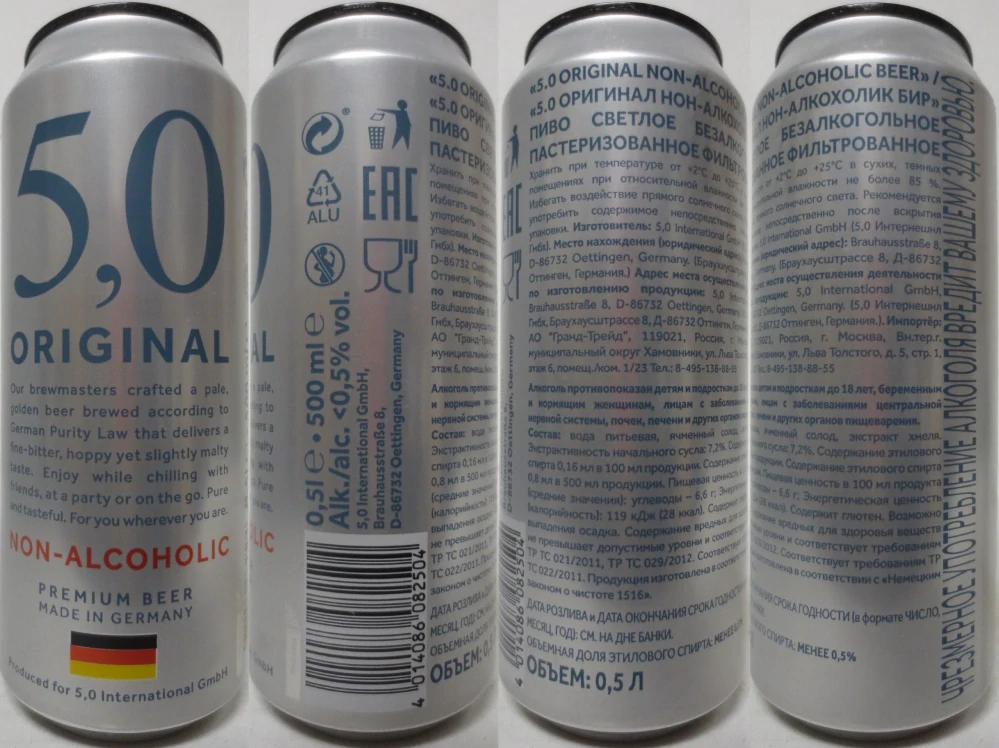 5,0
ORIGINAL
Our brewmasters crafted a pale,
golden beer brewed according to
German Purity Law that delivers a
fine-bitter, hoppy yet slightly malty
taste. Enjoy while chilling with
friends, at a party or on the go. Pure
and tasteful. For you wherever you are.
NON-ALCOHOLIC
PREMIUM BEER
MADE IN GERMANY
Produced for 5,0 International GmbH
41
ALU
EAC
0,5l e • 500 ml e
Alk./alc. <0,5% vol.
5,0 International GmbH,
Brauhausstraße 8,
D-86732 Oettingen, Germany
4 014086 082504
«5.0 ORIGINAL NON-ALCOHOLIC BEER» /
«5.0 ОРИГИНАЛ НОН-АЛКОХОЛИК БИР»
ПИВО СВЕТЛОЕ БЕЗАЛКОГОЛЬНОЕ
ПАСТЕРИЗОВАННОЕ ФИЛЬТРОВАННОЕ
Хранить при температуре от +2°С до +25°С в сухих, темных
помещениях при относительной влажности не более 85 %.
Избегать воздействие прямого солнечного света. Рекомендуется
употребить содержимое непосредственно после вскрытия
упаковки. Изготовитель: 5,0 International GmbH (5,0 Интернешнл
Гмбх). Место нахождения (юридический адрес): Brauhausstraße 8,
D-86732 Oettingen, Germany. (Браухаусштрассе 8, Д-86732
Оттинген, Германия.) Адрес места осуществления деятельности
по изготовлению продукции: 5,0 International GmbH,
Brauhausstraße 8, D-86732 Oettingen, Germany. (5,0 Интернешнл
Гмбх, Браухаусштрассе 8, Д-86732 Оттинген, Германия.). Импортёр:
АО "Гранд-Трейд", 119021, Россия, г. Москва, Вн.тер.г.
муниципальный округ Хамовники, ул. Льва Толстого, д. 5, стр. 1,
этаж 6, помещ./ком. 1/23 Тел.: 8-495-138-88-55
Алкоголь противопоказан детям и подросткам до 18 лет, беременным
и кормящим женщинам, лицам с заболеваниями центральной
нервной системы, почек, печени и других органов пищеварения.
Состав: вода питьевая, ячменный солод, экстракт хмеля.
Экстрактивность начального сусла: 7,2%. Содержание этилового
спирта 0,16 мл в 100 мл продукции. Содержание этилового спирта
0,8 мл в 500 мл продукции. Пищевая ценность в 100 мл продукта
(средние значения): углеводы – 6,6 г; Энергетическая ценность
(калорийность): 119 кДж (28 ккал). Содержит глютен. Возможно
выпадения осадка. Содержание вредных для здоровья веществ
не превышает допустимые уровни и соответствует требованиям
ТР ТС 021/2011, ТР ТС 029/2012. Соответствует требованиям ТР
ТС 022/2011. Продукция изготовлена в соответствии с «Немецким
законом о чистоте 1516».
ДАТА РОЗЛИВА и ДАТА ОКОНЧАНИЯ СРОКА ГОДНОСТИ (в формате ЧИСЛО,
МЕСЯЦ, ГОД): СМ. НА ДНЕ БАНКИ.
ОБЪЕМНАЯ ДОЛЯ ЭТИЛОВОГО СПИРТА: МЕНЕЕ 0,5%
ОБЪЕМ: 0,5 Л
ЧРЕЗМЕРНОЕ УПОТРЕБЛЕНИЕ АЛКОГОЛЯ ВРЕДИТ ВАШЕМУ ЗДОРОВЬЮ